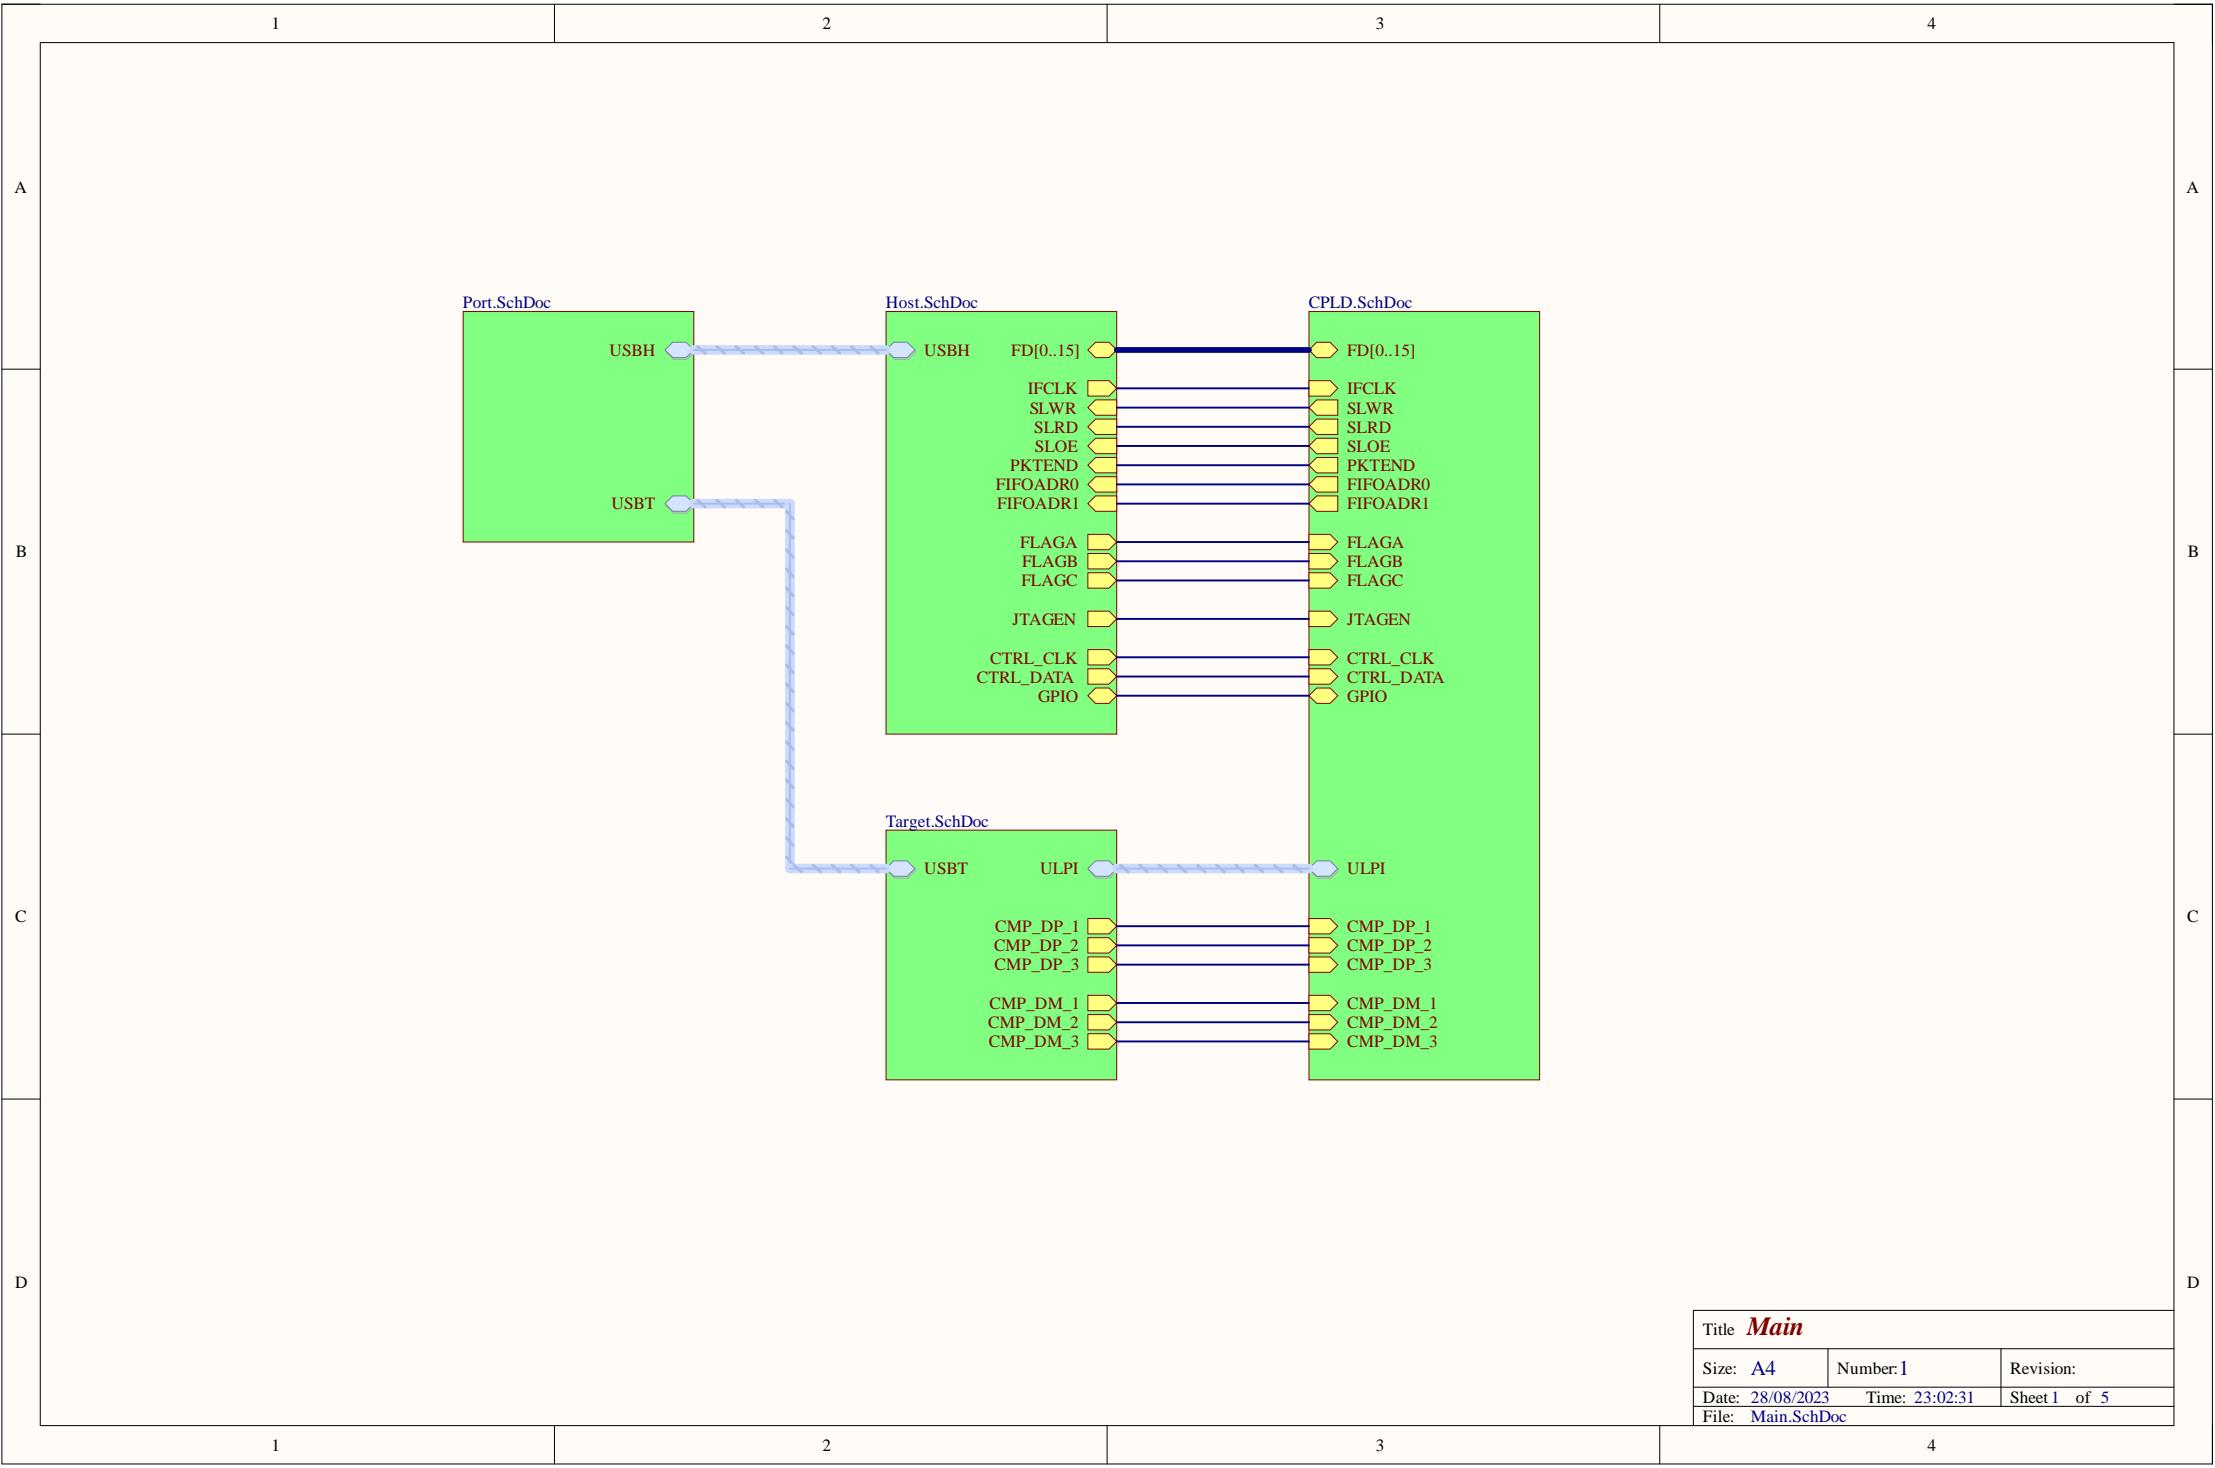 1 2 3 4
A A
Port.SchDoc Host.SchDoc CPLD.SchDoc
USBH USBH FD[0..15] FD[0..15]
IFCLK IFCLK
SLWR SLWR
SLRD SLRD
SLOE SLOE
PKTEND PKTEND
FIFOADR0 FIFOADR0
USBT FIFOADR1 FIFOADR1
FLAGA FLAGA
B B
FLAGB FLAGB
FLAGC FLAGC
JTAGEN JTAGEN
CTRL_CLK CTRL_CLK
CTRL_DATA CTRL_DATA
GPIO GPIO
Target.SchDoc
USBT ULPI ULPI
C C
CMP_DP_1 CMP_DP_1
CMP_DP_2 CMP_DP_2
CMP_DP_3 CMP_DP_3
CMP_DM_1 CMP_DM_1
CMP_DM_2 CMP_DM_2
CMP_DM_3 CMP_DM_3
D D
Title Main
Size: A4 Number:1 Revision:
Date: 28/08/2023 Time: 23:02:31 Sheet 1 of 5
File: Main.SchDoc
1 2 3 4